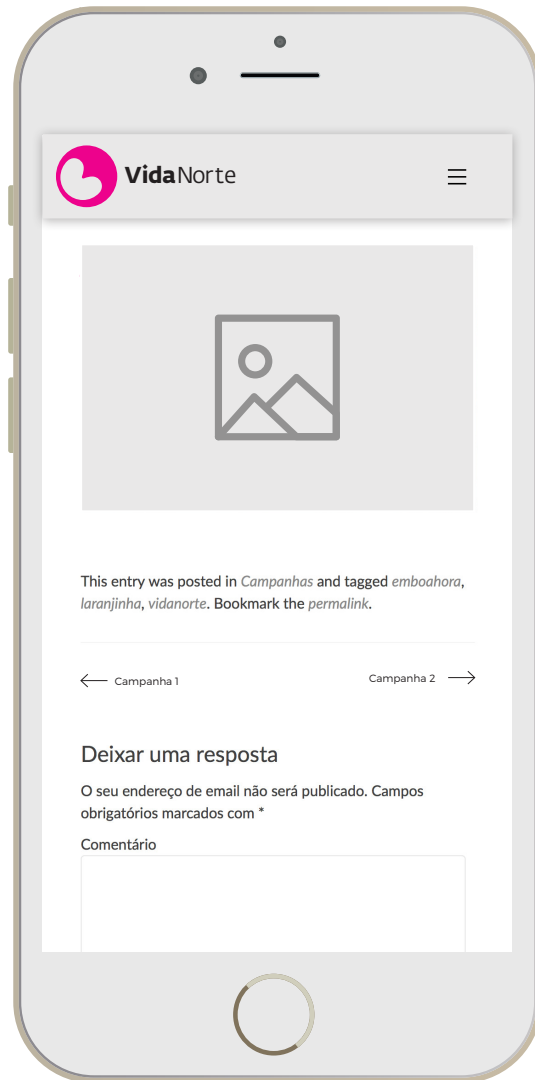 VidaNorte
This entry was posted in Campanhas and tagged emboahora,
laranjinha, vidanorte. Bookmark the permalink.
Campanha 1
Campanha 2
Deixar uma resposta
O seu endereço de email não será publicado. Campos
obrigatórios marcados com *
Comentário